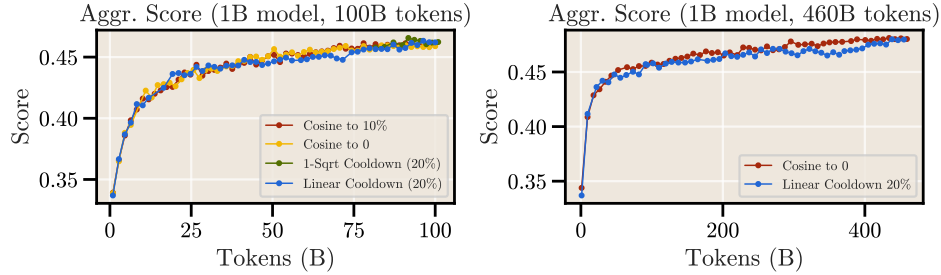 Aggr. Score (1B model, 100B tokens)
Score
0.45
0.40
0.35
Cosine to 10%
Cosine to 0
1-Sqrt Cooldown (20%)
Linear Cooldown (20%)
0
25
50
75
100
Tokens (B)
Aggr. Score (1B model, 460B tokens)
Score
0.45
0.40
0.35
Cosine to 0
Linear Cooldown 20%
0
200
400
Tokens (B)